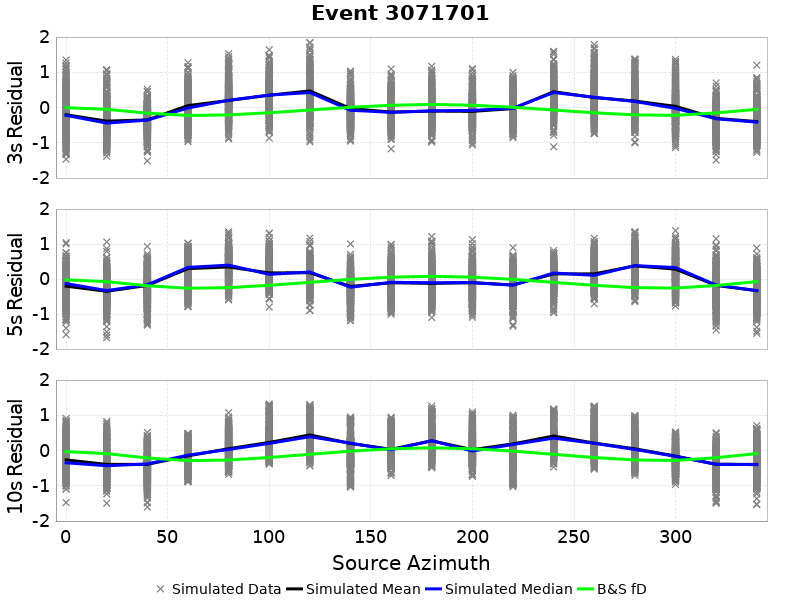 Event 3071701
3s Residual
2
1
0
-1
-2
5s Residual
2
1
0
-1
-2
10s Residual
2
1
0
-1
-2
0 50 100 150 200 250 300
Source Azimuth
Simulated Data Simulated Mean Simulated Median B&S fD